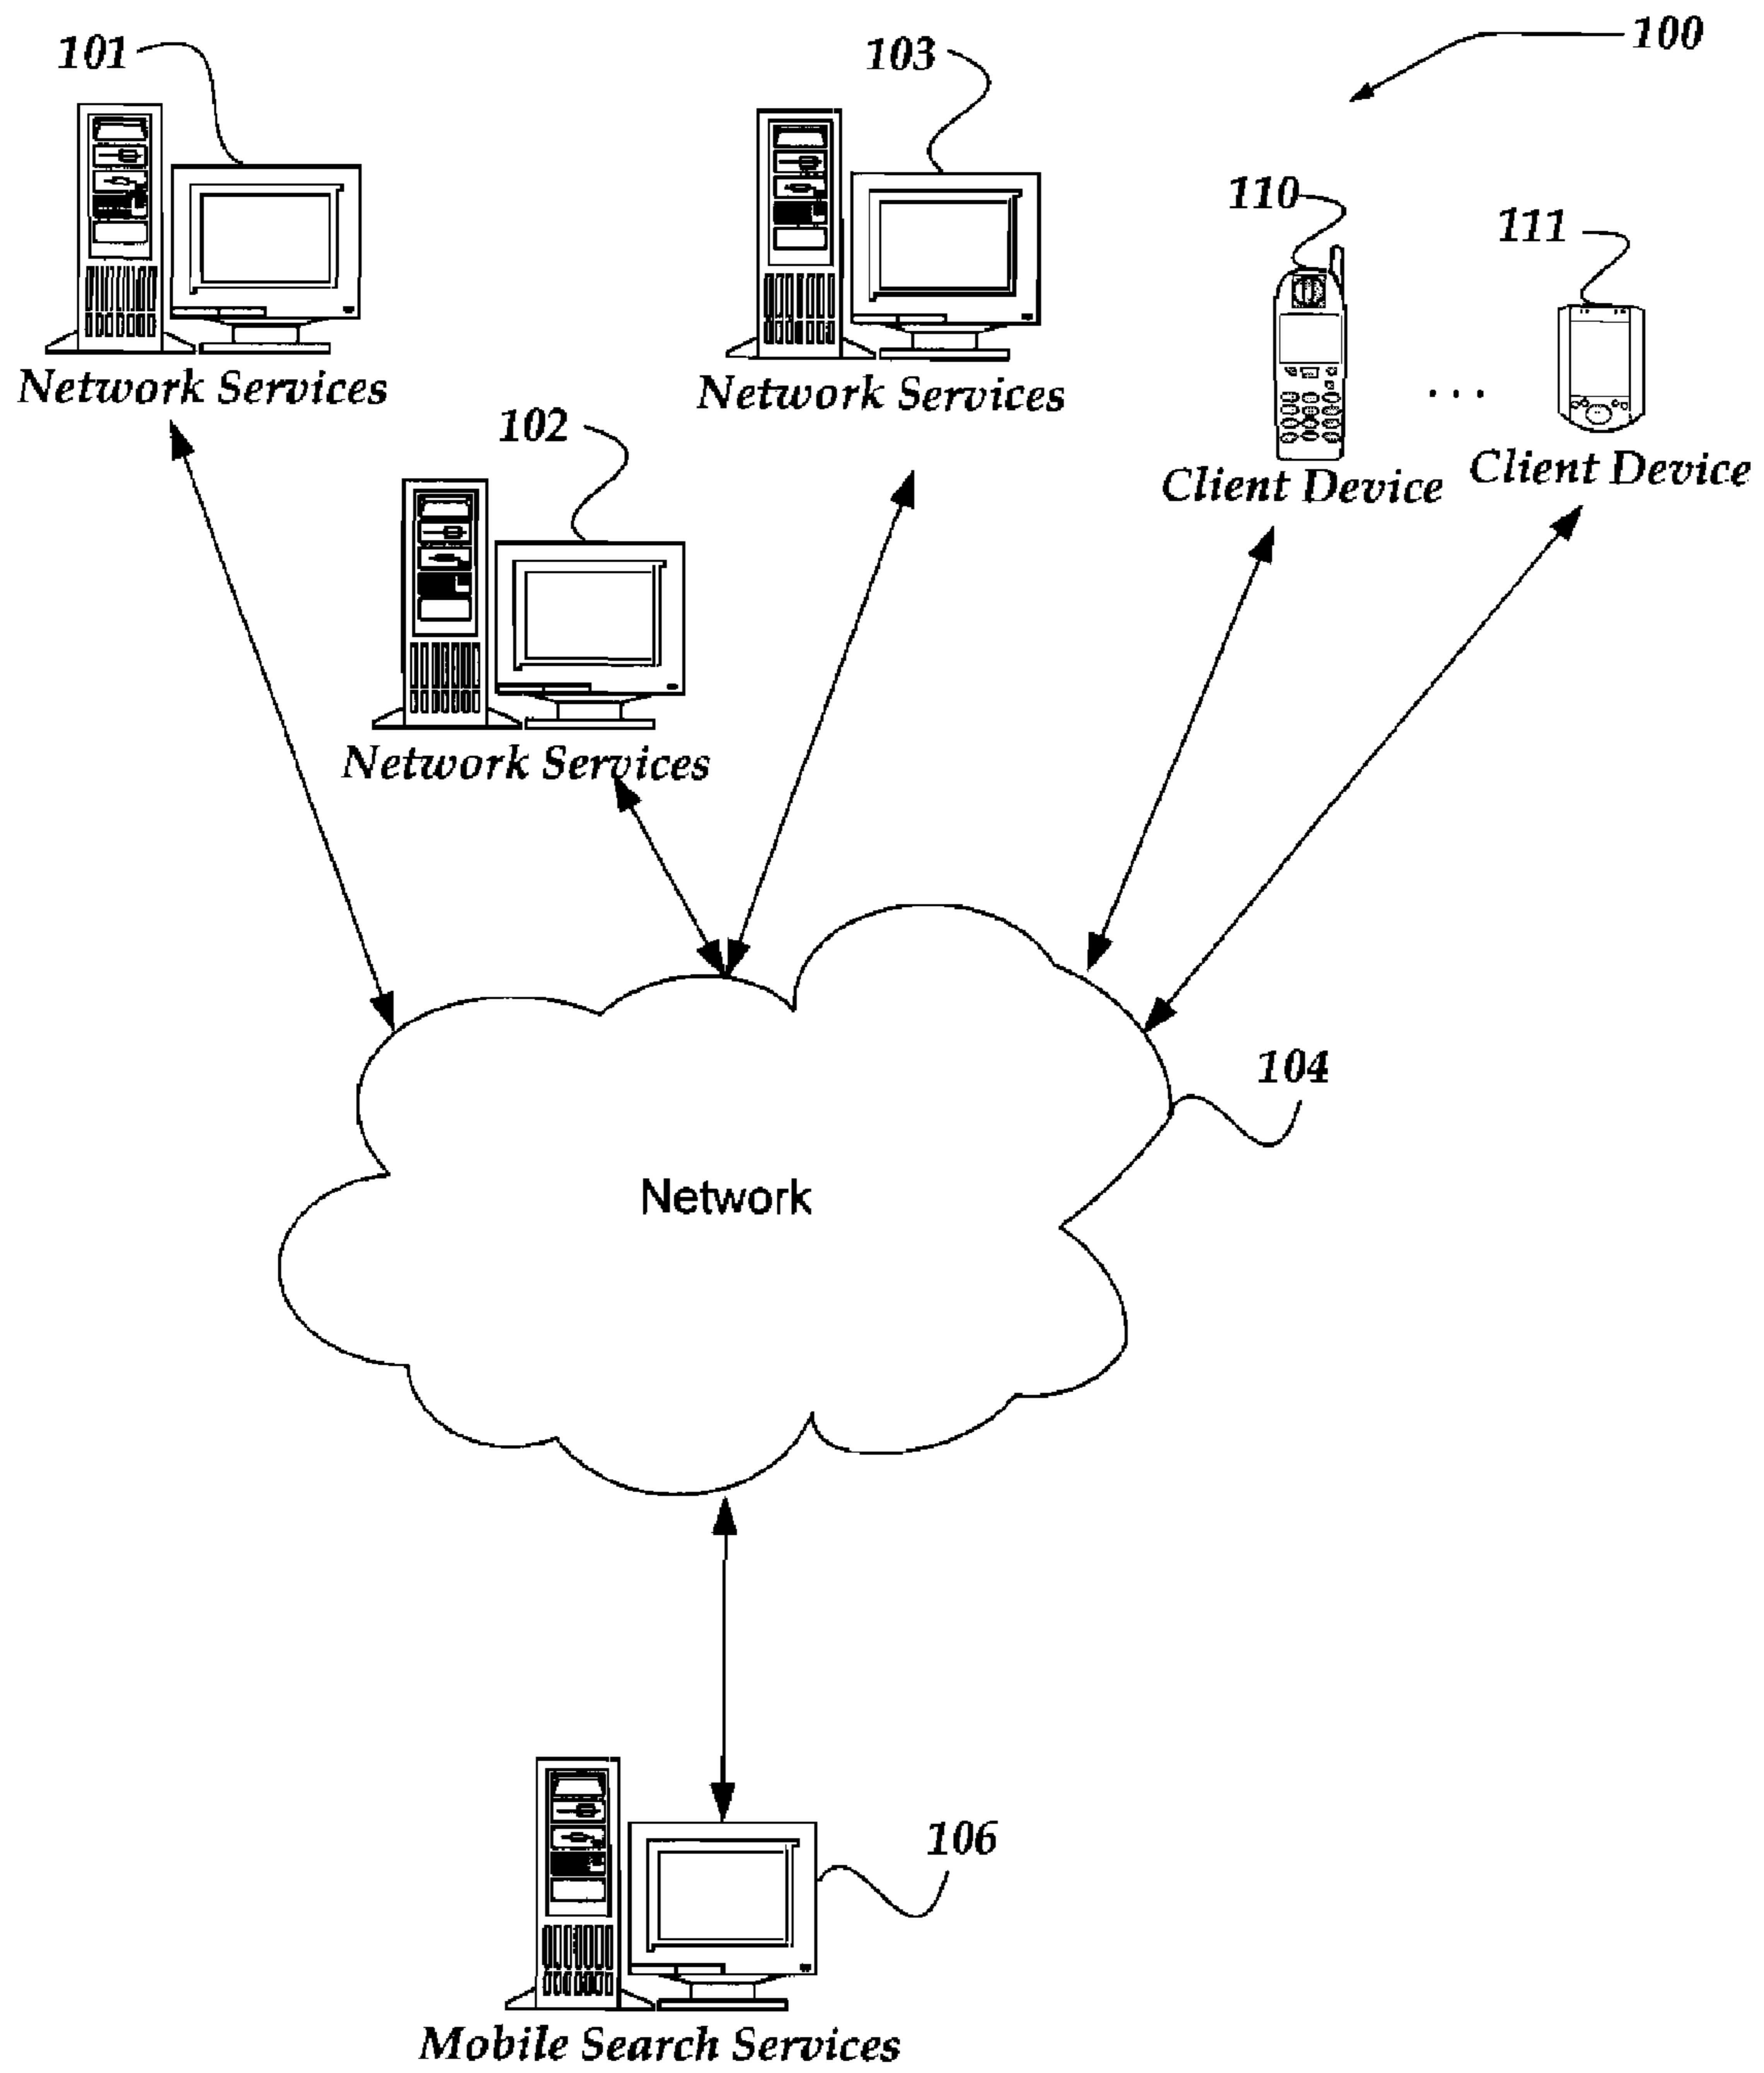 100
101
103
110
111
Network Services
Network Services
...
102
Client Device
Client Device
Network Services
104
Network
106
Mobile Search Services